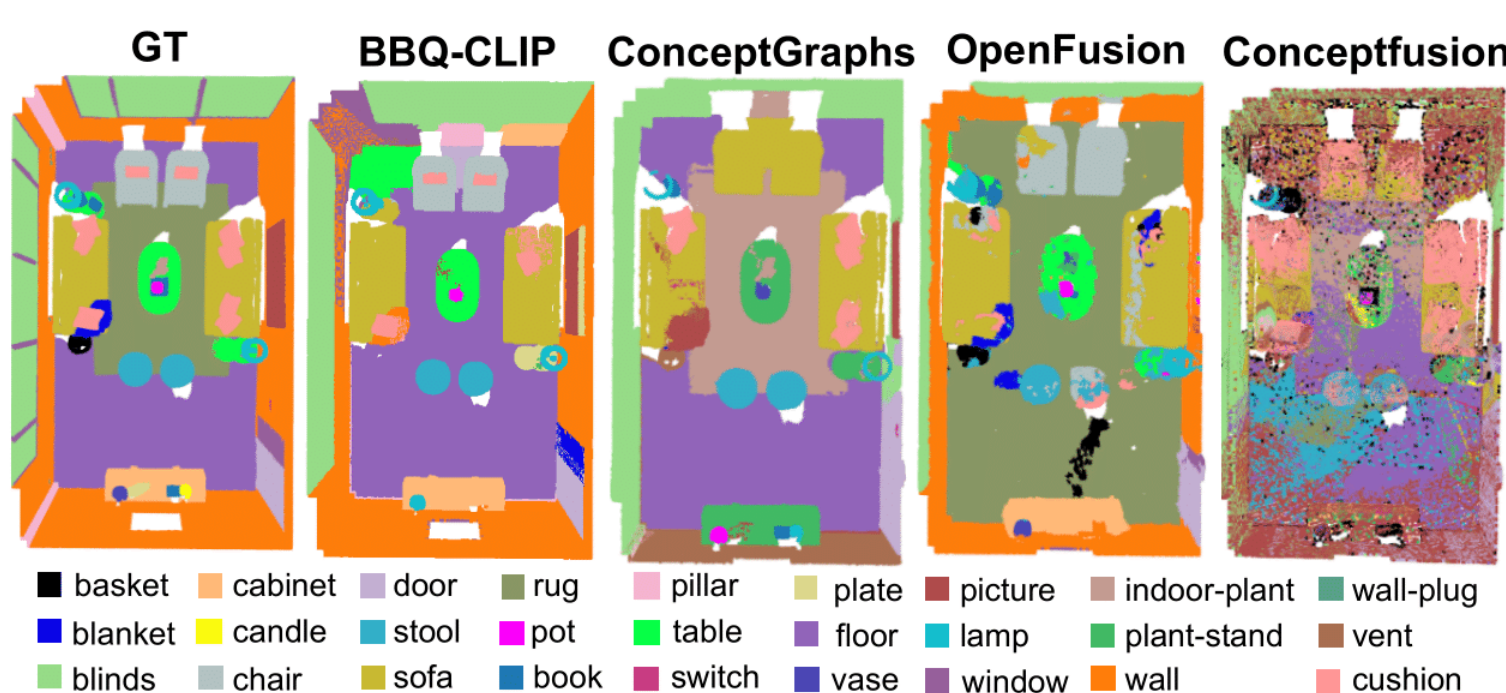 GT BBQ-CLIP ConceptGraphs OpenFusion Conceptfusion
basket cabinet door rug pillar plate picture indoor-plant wall-plug
blanket candle stool pot table floor lamp plant-stand vent
blinds chair sofa book switch vase window wall cushion